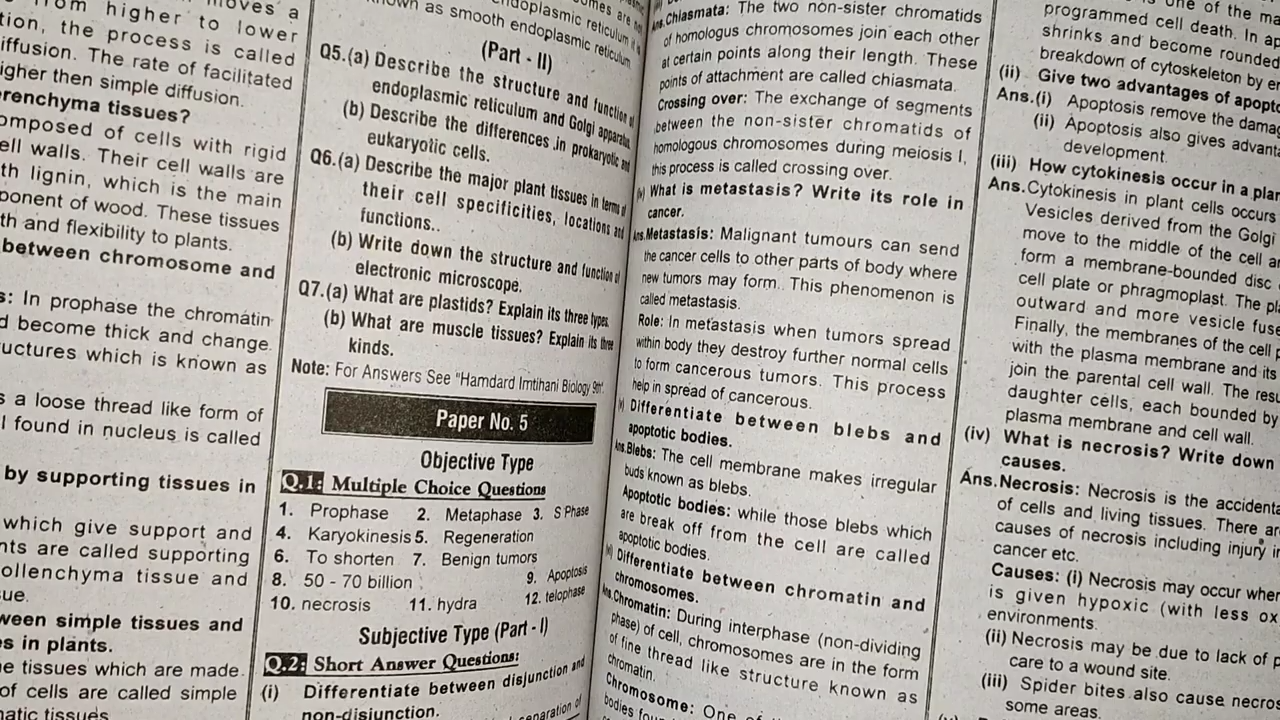 moves a
from higher to lower
tion, the process is called
iffusion. The rate of facilitated
igher then simple diffusion.
renchyma tissues?
omposed of cells with rigid
ell walls. Their cell walls are
th lignin, which is the main
ponent of wood. These tissues
th and flexibility to plants.
between chromosome and
s: In prophase the chromatin
d become thick and change
uctures which is known as
s a loose thread like form of
l found in nucleus is called
by supporting tissues in
which give support and
nts are called supporting
ollenchyma tissue and
sue.
ween simple tissues and
es in plants.
e tissues which are made
of cells are called simple
matic tissues
endoplasmic reticulum
known as smooth endoplasmic reticulum
(Part - II)
Q5.(a) Describe the structure and function of
endoplasmic reticulum and Golgi apparatus.
(b) Describe the differences in prokaryotic and
eukaryotic cells.
Q6.(a) Describe the major plant tissues in terms of
their cell specificities, locations and
functions..
(b) Write down the structure and function of
electronic microscope.
Q7.(a) What are plastids? Explain its three types.
(b) What are muscle tissues? Explain its three
kinds.
Note: For Answers See "Hamdard Imtihani Biology 9th".
Paper No. 5
Objective Type
Q.1: Multiple Choice Questions
1. Prophase 2. Metaphase 3. S Phase
4. Karyokinesis 5. Regeneration
6. To shorten 7. Benign tumors
8. 50 - 70 billion 9. Apoptosis
10. necrosis 11. hydra 12. telophase
Subjective Type (Part - I)
Q.2: Short Answer Questions:
(i) Differentiate between disjunction and
non-disjunction.
Ans.Chiasmata: The two non-sister chromatids
of homologus chromosomes join each other
at certain points along their length. These
points of attachment are called chiasmata.
Crossing over: The exchange of segments
between the non-sister chromatids of
homologous chromosomes during meiosis I,
this process is called crossing over.
What is metastasis? Write its role in
cancer.
Ans.Metastasis: Malignant tumours can send
the cancer cells to other parts of body where
new tumors may form. This phenomenon is
called metastasis.
Role: In metastasis when tumors spread
within body they destroy further normal cells
to form cancerous tumors. This process
help in spread of cancerous.
Differentiate between blebs and
apoptotic bodies.
Ans.Blebs: The cell membrane makes irregular
buds known as blebs.
Apoptotic bodies: while those blebs which
are break off from the cell are called
apoptotic bodies.
Differentiate between chromatin and
chromosomes.
Ans.Chromatin: During interphase (non-dividing
phase) of cell, chromosomes are in the form
of fine thread like structure known as
chromatin.
Chromosome: One of
is one of the ma
programmed cell death. In ap
shrinks and become rounded
breakdown of cytoskeleton by en
(ii) Give two advantages of apopto
Ans.(i) Apoptosis remove the dama
(ii) Apoptosis also gives advanta
development.
(iii) How cytokinesis occur in a plan
Ans.Cytokinesis in plant cells occurs
Vesicles derived from the Golgi
move to the middle of the cell an
form a membrane-bounded disc
cell plate or phragmoplast. The pla
outward and more vesicle fuse
Finally, the membranes of the cell p
with the plasma membrane and its
join the parental cell wall. The resu
daughter cells, each bounded by
plasma membrane and cell wall.
(iv) What is necrosis? Write down
causes.
Ans.Necrosis: Necrosis is the accidenta
of cells and living tissues. There are
causes of necrosis including injury in
cancer etc.
Causes: (i) Necrosis may occur when
is given hypoxic (with less ox
environments.
(ii) Necrosis may be due to lack of p
care to a wound site.
(iii) Spider bites also cause necros
some areas.